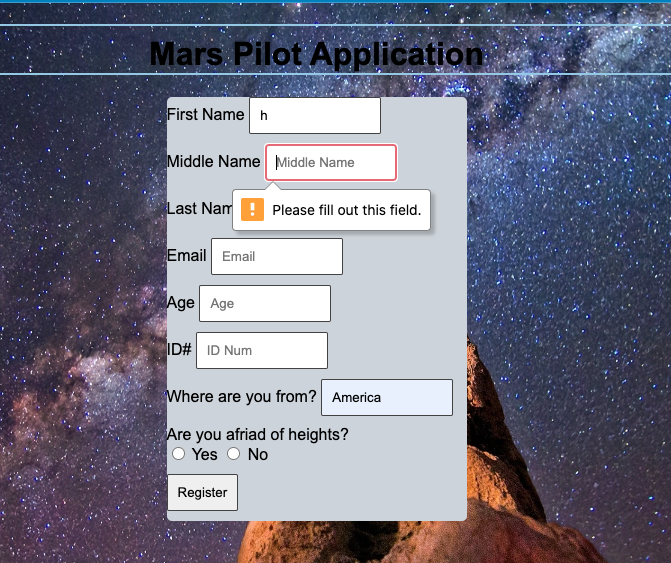 Mars Pilot Application
First Name h
Middle Name Middle Name
Last Nam
Please fill out this field.
Email Email
Age Age
ID# ID Num
Where are you from? America
Are you afriad of heights?
Yes No
Register